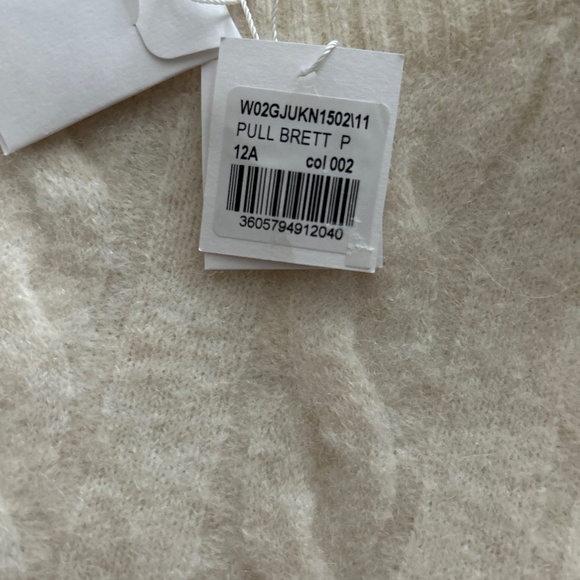 W02GJUKN1502\11
PULL BRETT P
12A col 002
3605794912040